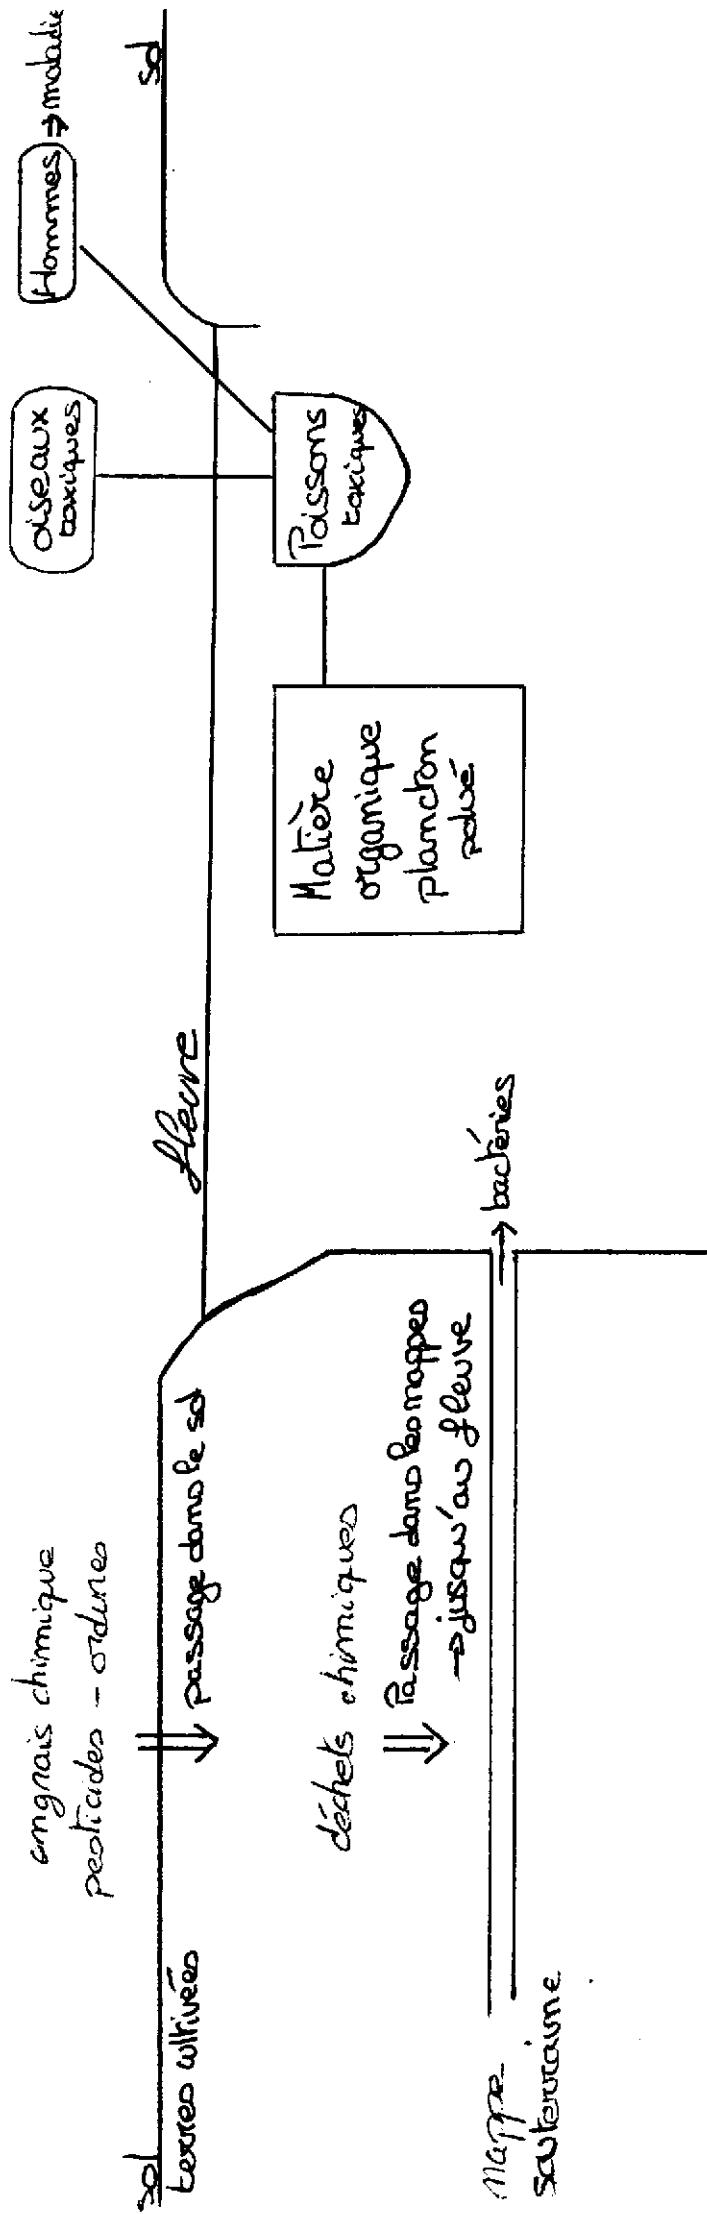 engrais chimique
pesticides - ordures
sol
terres cultivées
⇒ passage dans le sol
déchets chimiques
⇒ Passage dans les nappes
→ jusqu'au fleuve
Nappe
souterraine
→ bactéries
fleuve
Matière
organique
plancton
polué
Poissons
toxiques
oiseaux
toxiques
Hommes ⇒ maladie
sol